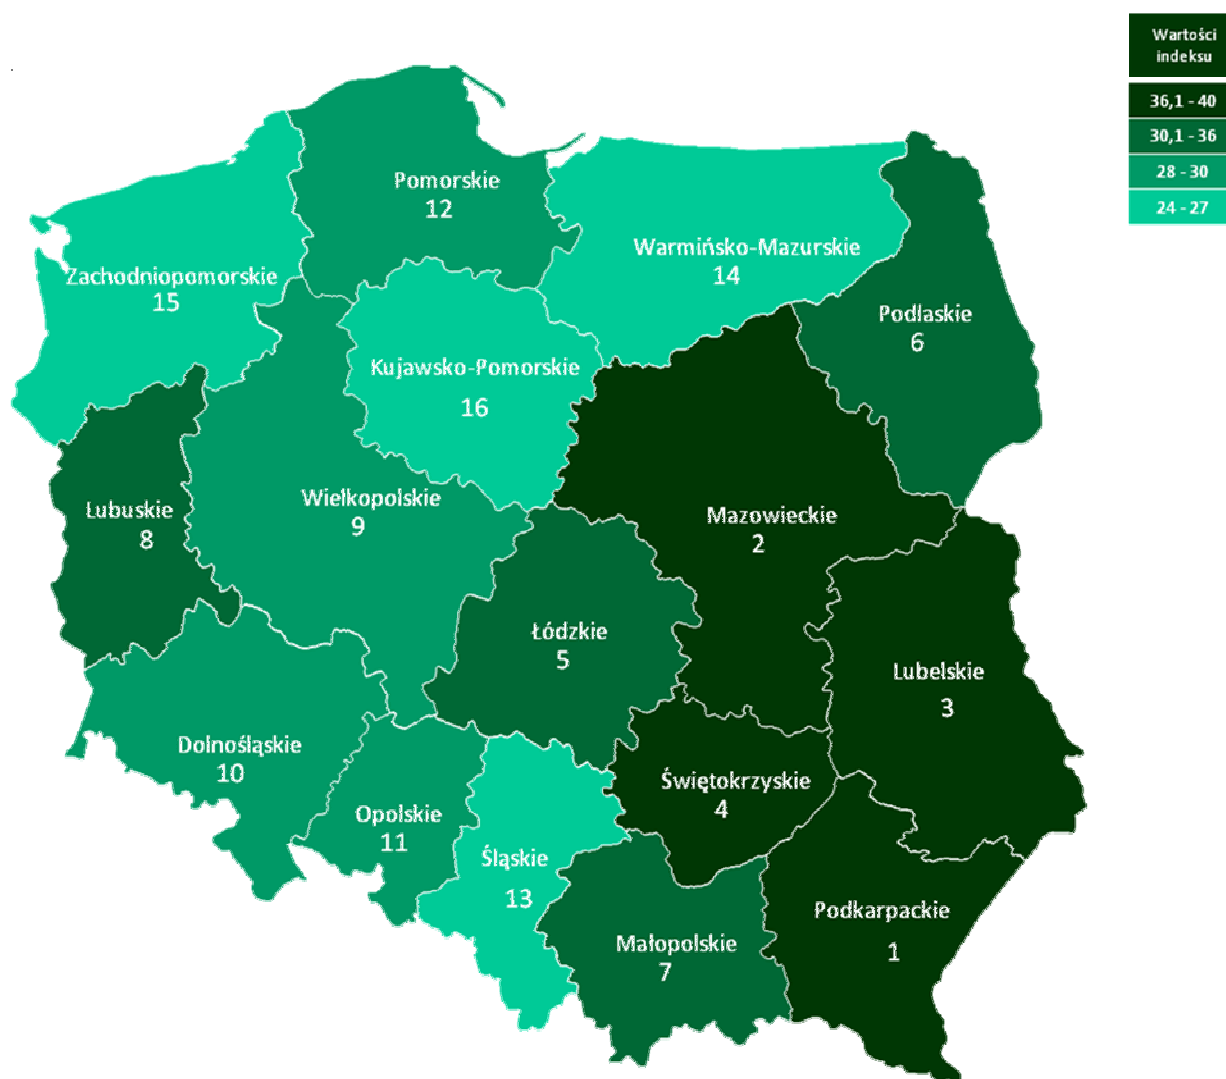 Wartości
indeksu
36,1 - 40
30,1 - 36
28 - 30
24 - 27
Pomorskie
12
Warmińsko-Mazurskie
14
Zachodniopomorskie
15
Podlaskie
6
Kujawsko-Pomorskie
16
Wielkopolskie
9
Lubuskie
8
Mazowieckie
2
Łódzkie
5
Lubelskie
3
Dolnośląskie
10
Świętokrzyskie
4
Opolskie
11
Śląskie
13
Podkarpackie
1
Małopolskie
7